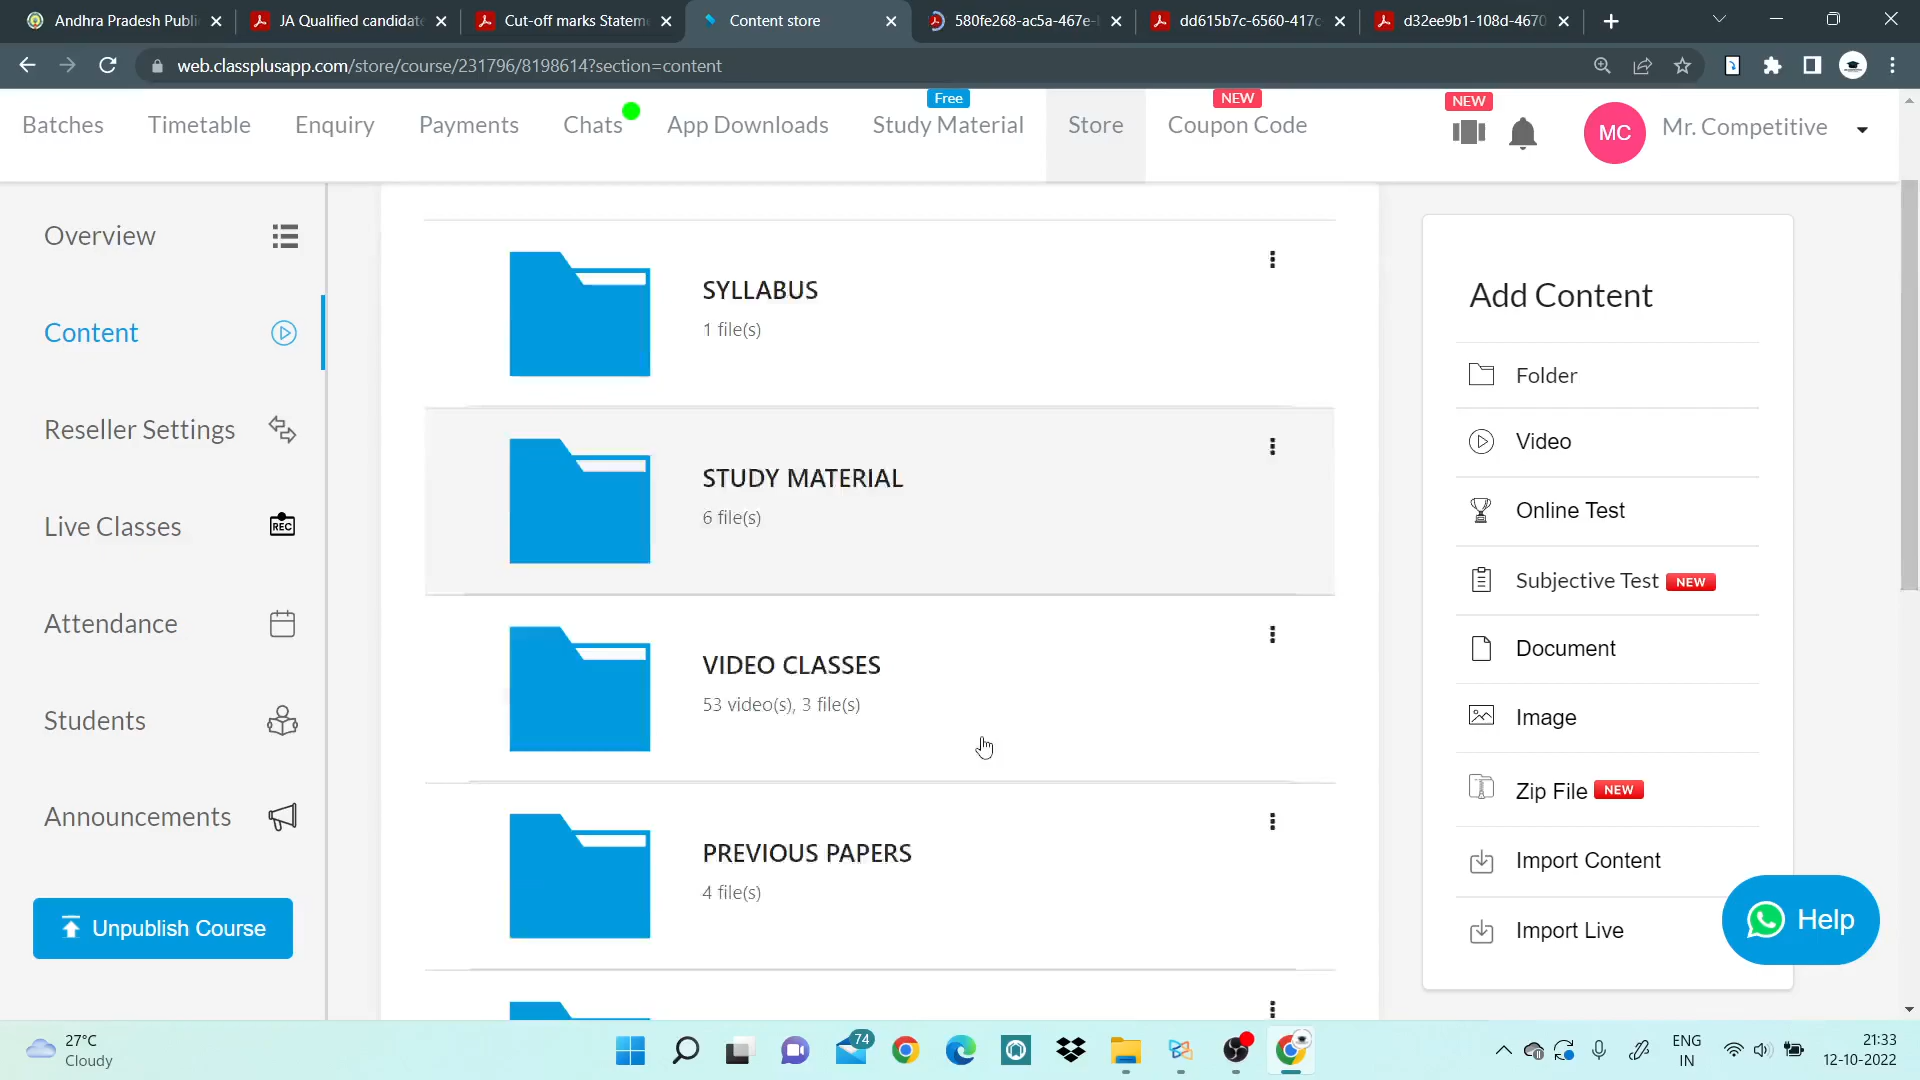 Andhra Pradesh Publi
JA Qualified candidate
Cut-off marks Stateme
Content store
580fe268-ac5a-467e-
dd615b7c-6560-417c
d32ee9b1-108d-4670
web.classplusapp.com/store/course/231796/8198614?section=content
Batches
Timetable
Enquiry
Payments
Chats
App Downloads
Free
Study Material
Store
NEW
Coupon Code
NEW
MC
Mr. Competitive
Overview
Content
Reseller Settings
Live Classes
REC
Attendance
Students
Announcements
Unpublish Course
SYLLABUS
1 file(s)
STUDY MATERIAL
6 file(s)
VIDEO CLASSES
53 video(s), 3 file(s)
PREVIOUS PAPERS
4 file(s)
Add Content
Folder
Video
Online Test
Subjective Test NEW
Document
Image
Zip File NEW
Import Content
Import Live
Help
27°C
Cloudy
74
ENG
IN
21:33
12-10-2022